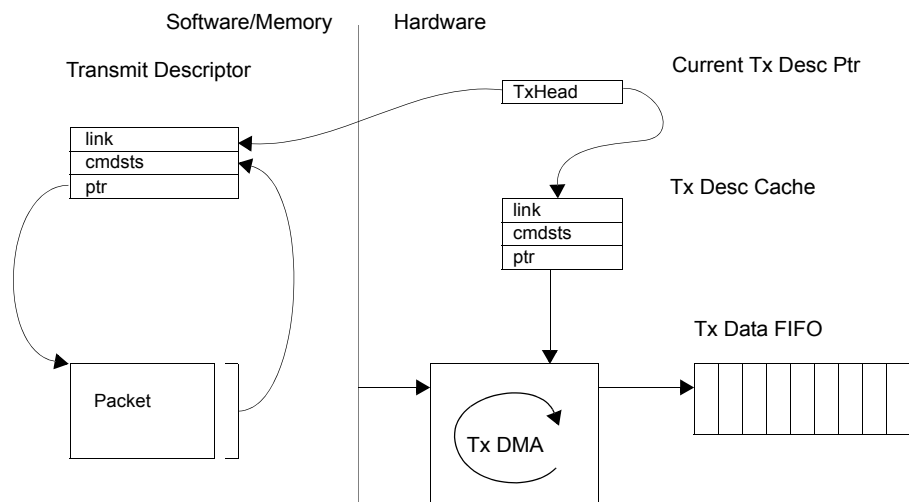 Software/Memory
Hardware
Transmit Descriptor
Current Tx Desc Ptr
TxHead
link
cmdsts
ptr
Tx Desc Cache
link
cmdsts
ptr
Tx Data FIFO
Packet
Tx DMA